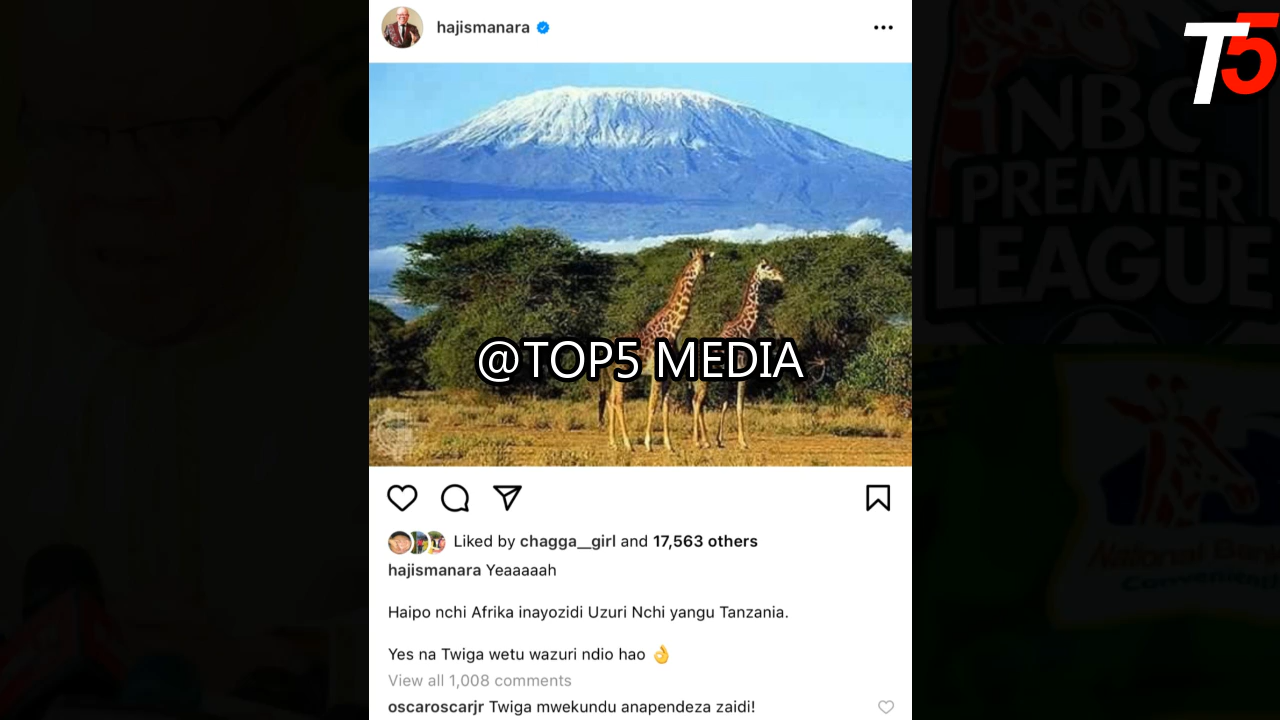 hajismanara
T5
NBC
PREMIER
LEAGUE
@TOP5 MEDIA
Liked by chagga__girl and 17,563 others
hajismanara Yeaaaaah
Haipo nchi Afrika inayozidi Uzuri Nchi yangu Tanzania.
Yes na Twiga wetu wazuri ndio hao 👌
View all 1,008 comments
oscaroscarjr Twiga mwekundu anapendeza zaidi!